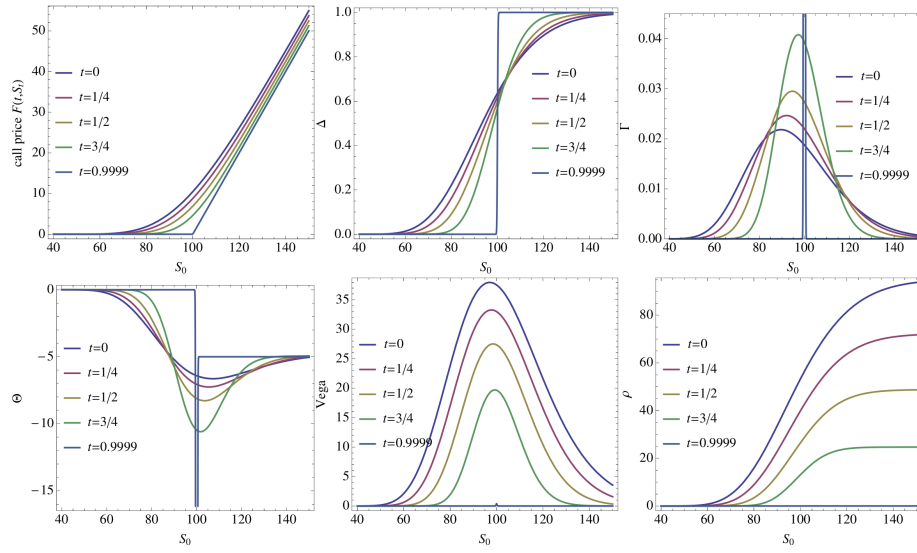 call price F(t,S_t)
50
40
30
20
10
0
t=0
t=1/4
t=1/2
t=3/4
t=0.9999
40 60 80 100 120 140
S_0
Δ
1.0
0.8
0.6
0.4
0.2
0.0
t=0
t=1/4
t=1/2
t=3/4
t=0.9999
40 60 80 100 120 140
S_0
Γ
0.04
0.03
0.02
0.01
0.00
t=0
t=1/4
t=1/2
t=3/4
t=0.9999
40 60 80 100 120 140
S_0
Θ
0
−5
−10
−15
t=0
t=1/4
t=1/2
t=3/4
t=0.9999
40 60 80 100 120 140
S_0
Vega
35
30
25
20
15
10
5
0
t=0
t=1/4
t=1/2
t=3/4
t=0.9999
40 60 80 100 120 140
S_0
ρ
80
60
40
20
0
t=0
t=1/4
t=1/2
t=3/4
t=0.9999
40 60 80 100 120 140
S_0